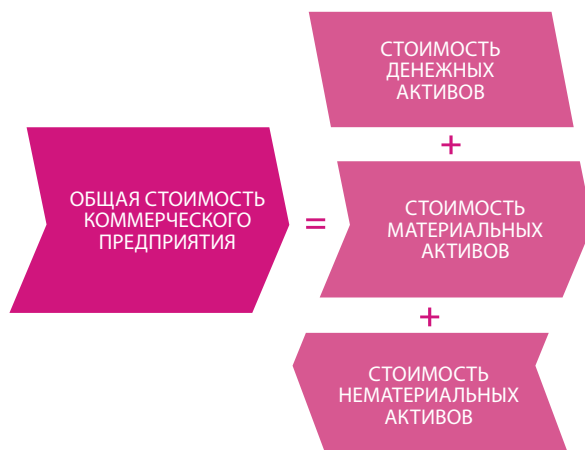 ОБЩАЯ СТОИМОСТЬ
КОММЕРЧЕСКОГО
ПРЕДПРИЯТИЯ
=
СТОИМОСТЬ
ДЕНЕЖНЫХ
АКТИВОВ
+
СТОИМОСТЬ
МАТЕРИАЛЬНЫХ
АКТИВОВ
+
СТОИМОСТЬ
НЕМАТЕРИАЛЬНЫХ
АКТИВОВ